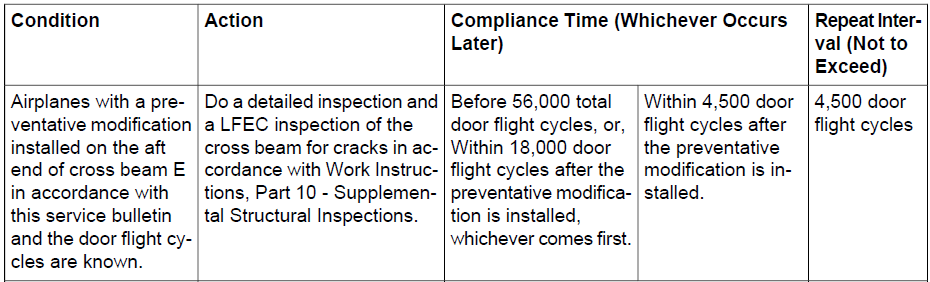 Condition
Action
Compliance Time (Whichever Occurs
Later)
Repeat Inter-
val (Not to
Exceed)
Airplanes with a pre-
ventative modification
installed on the aft
end of cross beam E
in accordance with
this service bulletin
and the door flight cy-
cles are known.
Do a detailed inspection and
a LFEC inspection of the
cross beam for cracks in ac-
cordance with Work Instruc-
tions, Part 10 - Supplemen-
tal Structural Inspections.
Before 56,000 total
door flight cycles, or,
Within 18,000 door
flight cycles after the
preventative modifica-
tion is installed,
whichever comes first.
Within 4,500 door
flight cycles after
the preventative
modification is in-
stalled.
4,500 door
flight cycles